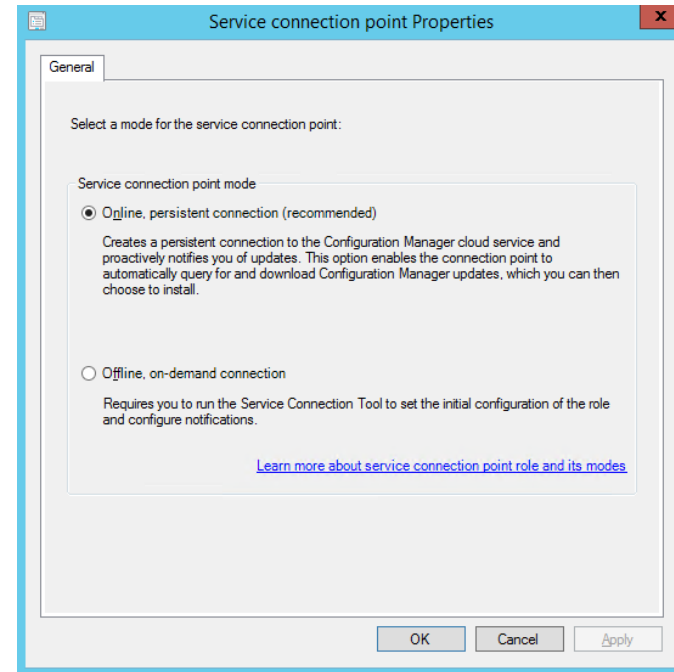 Service connection point Properties
x
General
Select a mode for the service connection point:
Service connection point mode
Online, persistent connection (recommended)
Creates a persistent connection to the Configuration Manager cloud service and
proactively notifies you of updates. This option enables the connection point to
automatically query for and download Configuration Manager updates, which you can then
choose to install.
Offline, on-demand connection
Requires you to run the Service Connection Tool to set the initial configuration of the role
and configure notifications.
Learn more about service connection point role and its modes
OK Cancel Apply